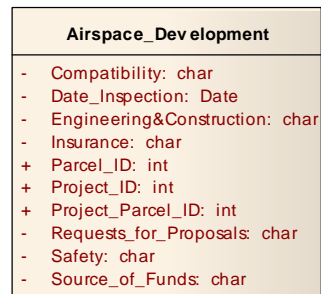 Airspace_Development
- Compatibility: char
- Date_Inspection: Date
- Engineering&Construction: char
- Insurance: char
+ Parcel_ID: int
+ Project_ID: int
+ Project_Parcel_ID: int
- Requests_for_Proposals: char
- Safety: char
- Source_of_Funds: char